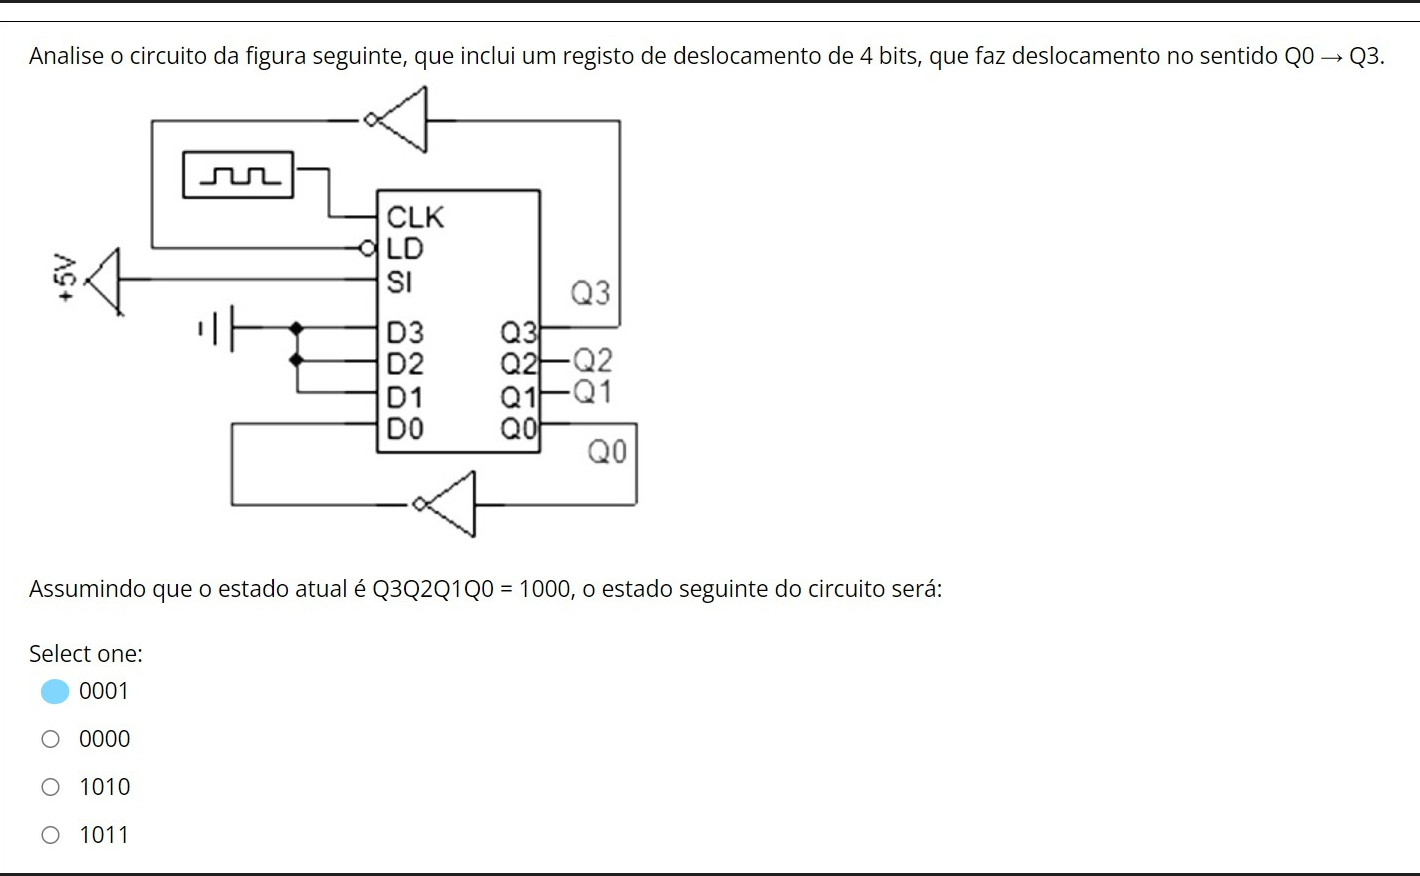 Analise o circuito da figura seguinte, que inclui um registo de deslocamento de 4 bits, que faz deslocamento no sentido Q0 → Q3.
CLK
LD
+5V
SI
Q3
D3 Q3
D2 Q2 Q2
D1 Q1 Q1
D0 Q0
Q0
Assumindo que o estado atual é Q3Q2Q1Q0 = 1000, o estado seguinte do circuito será:
Select one:
0001
0000
1010
1011